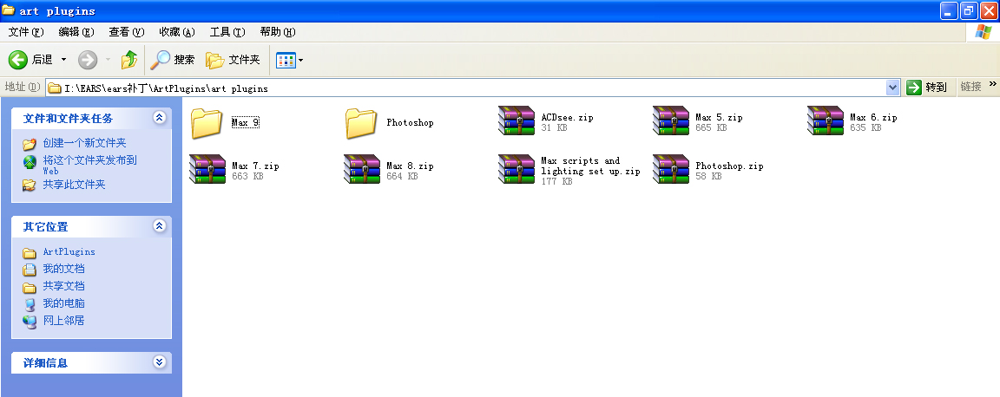 art plugins
文件(F) 编辑(E) 查看(V) 收藏(A) 工具(T) 帮助(H)
后退 搜索 文件夹
地址(D) I:\EARS\ears补丁\ArtPlugins\art plugins 转到 链接 »
文件和文件夹任务
创建一个新文件夹
将这个文件夹发布到
Web
共享此文件夹
其它位置
ArtPlugins
我的文档
共享文档
我的电脑
网上邻居
详细信息
Max 9
Photoshop
ACDsee.zip
31 KB
Max 5.zip
665 KB
Max 6.zip
635 KB
Max 7.zip
663 KB
Max 8.zip
664 KB
Max scripts and
lighting set up.zip
177 KB
Photoshop.zip
58 KB